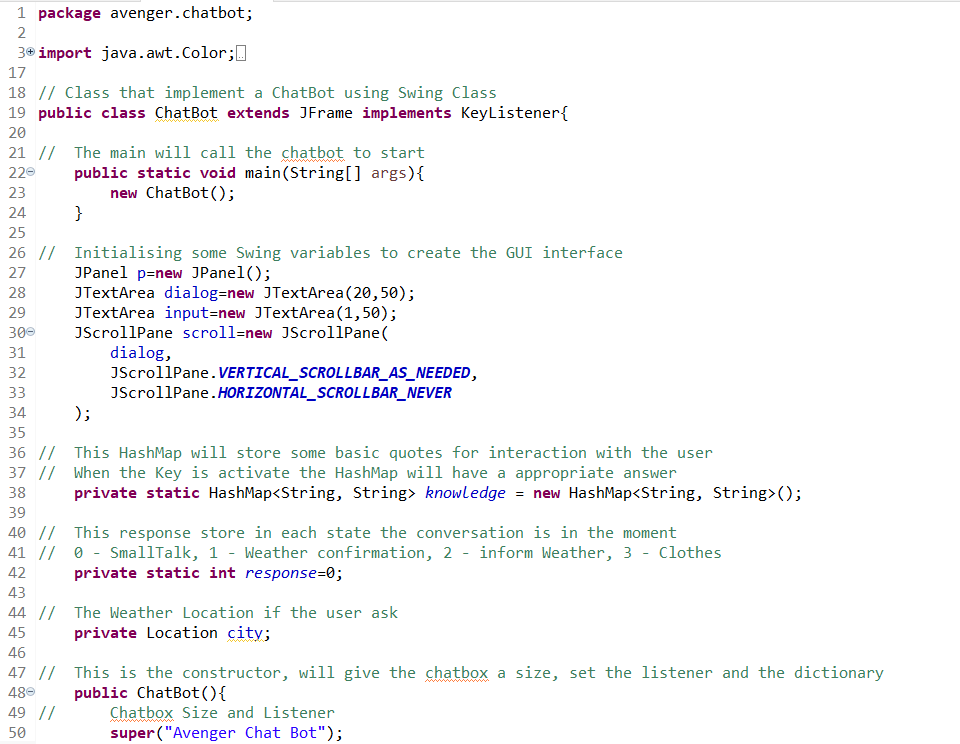 1 package avenger.chatbot;
2
3 import java.awt.Color;
17
18 // Class that implement a ChatBot using Swing Class
19 public class ChatBot extends JFrame implements KeyListener{
20
21 //  The main will call the chatbot to start
22     public static void main(String[] args){
23         new ChatBot();
24     }
25
26 //  Initialising some Swing variables to create the GUI interface
27     JPanel p=new JPanel();
28     JTextArea dialog=new JTextArea(20,50);
29     JTextArea input=new JTextArea(1,50);
30     JScrollPane scroll=new JScrollPane(
31         dialog,
32         JScrollPane.VERTICAL_SCROLLBAR_AS_NEEDED,
33         JScrollPane.HORIZONTAL_SCROLLBAR_NEVER
34     );
35
36 //  This HashMap will store some basic quotes for interaction with the user
37 //  When the Key is activate the HashMap will have a appropriate answer
38     private static HashMap<String, String> knowledge = new HashMap<String, String>();
39
40 //  This response store in each state the conversation is in the moment
41 //  0 - SmallTalk, 1 - Weather confirmation, 2 - inform Weather, 3 - Clothes
42     private static int response=0;
43
44 //  The Weather Location if the user ask
45     private Location city;
46
47 //  This is the constructor, will give the chatbox a size, set the listener and the dictionary
48     public ChatBot(){
49 //      Chatbox Size and Listener
50         super("Avenger Chat Bot");